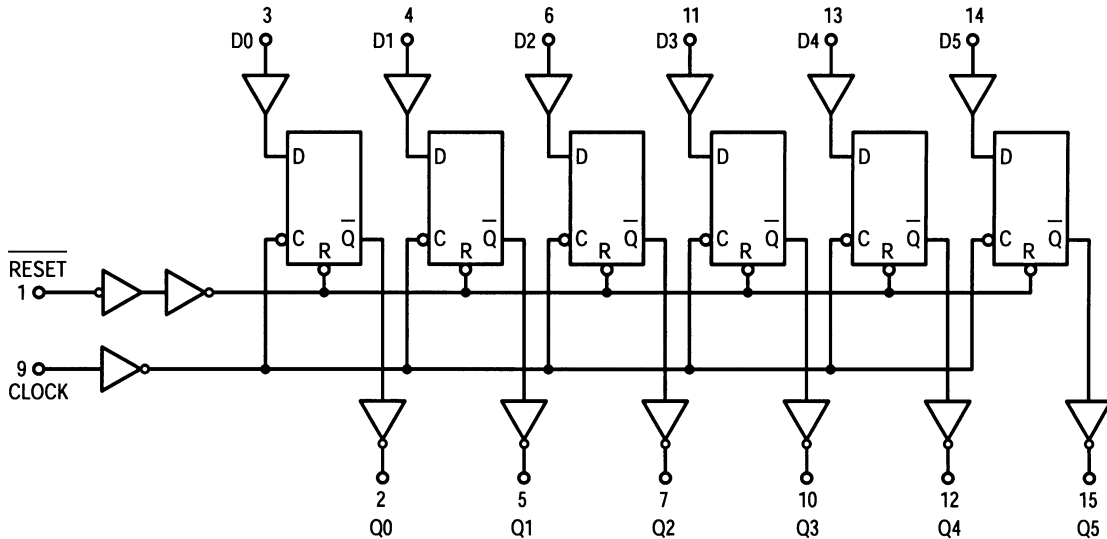 3 4 6 11 13 14
D0 D1 D2 D3 D4 D5
D D D D D D
C R Q̅ C R Q̅ C R Q̅ C R Q̅ C R Q̅ C R Q̅
R̅E̅S̅E̅T̅
1
9
CLOCK
2 5 7 10 12 15
Q0 Q1 Q2 Q3 Q4 Q5